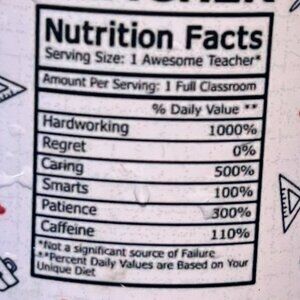 Nutrition Facts
Serving Size: 1 Awesome Teacher*
Amount Per Serving: 1 Full Classroom
% Daily Value **
Hardworking 1000%
Regret 0%
Caring 500%
Smarts 100%
Patience 300%
Caffeine 110%
*Not a significant source of Failure
**Percent Daily Values are Based on Your
Unique Diet